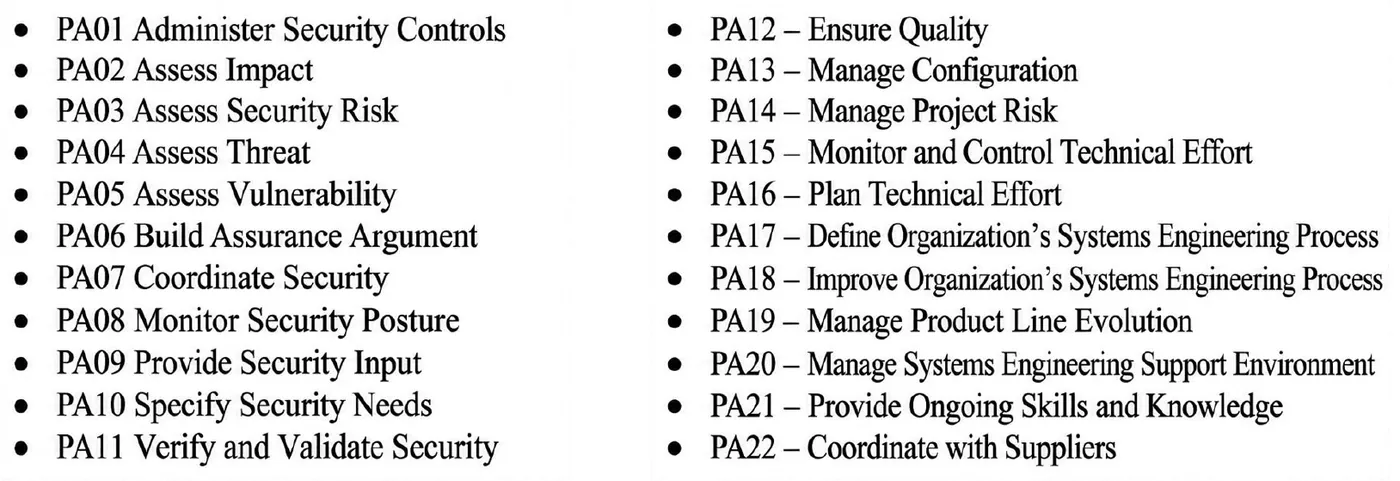 • PA01 Administer Security Controls
• PA02 Assess Impact
• PA03 Assess Security Risk
• PA04 Assess Threat
• PA05 Assess Vulnerability
• PA06 Build Assurance Argument
• PA07 Coordinate Security
• PA08 Monitor Security Posture
• PA09 Provide Security Input
• PA10 Specify Security Needs
• PA11 Verify and Validate Security
• PA12 – Ensure Quality
• PA13 – Manage Configuration
• PA14 – Manage Project Risk
• PA15 – Monitor and Control Technical Effort
• PA16 – Plan Technical Effort
• PA17 – Define Organization’s Systems Engineering Process
• PA18 – Improve Organization’s Systems Engineering Process
• PA19 – Manage Product Line Evolution
• PA20 – Manage Systems Engineering Support Environment
• PA21 – Provide Ongoing Skills and Knowledge
• PA22 – Coordinate with Suppliers